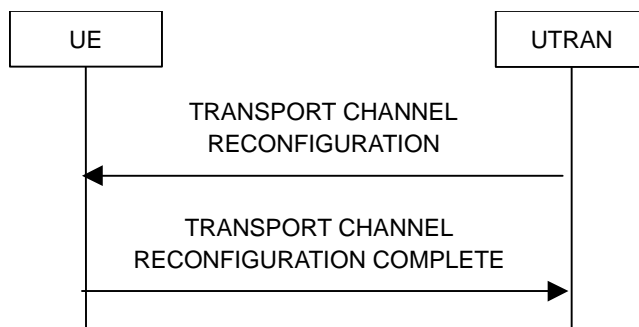 UE
UTRAN
TRANSPORT CHANNEL
RECONFIGURATION
TRANSPORT CHANNEL
RECONFIGURATION COMPLETE